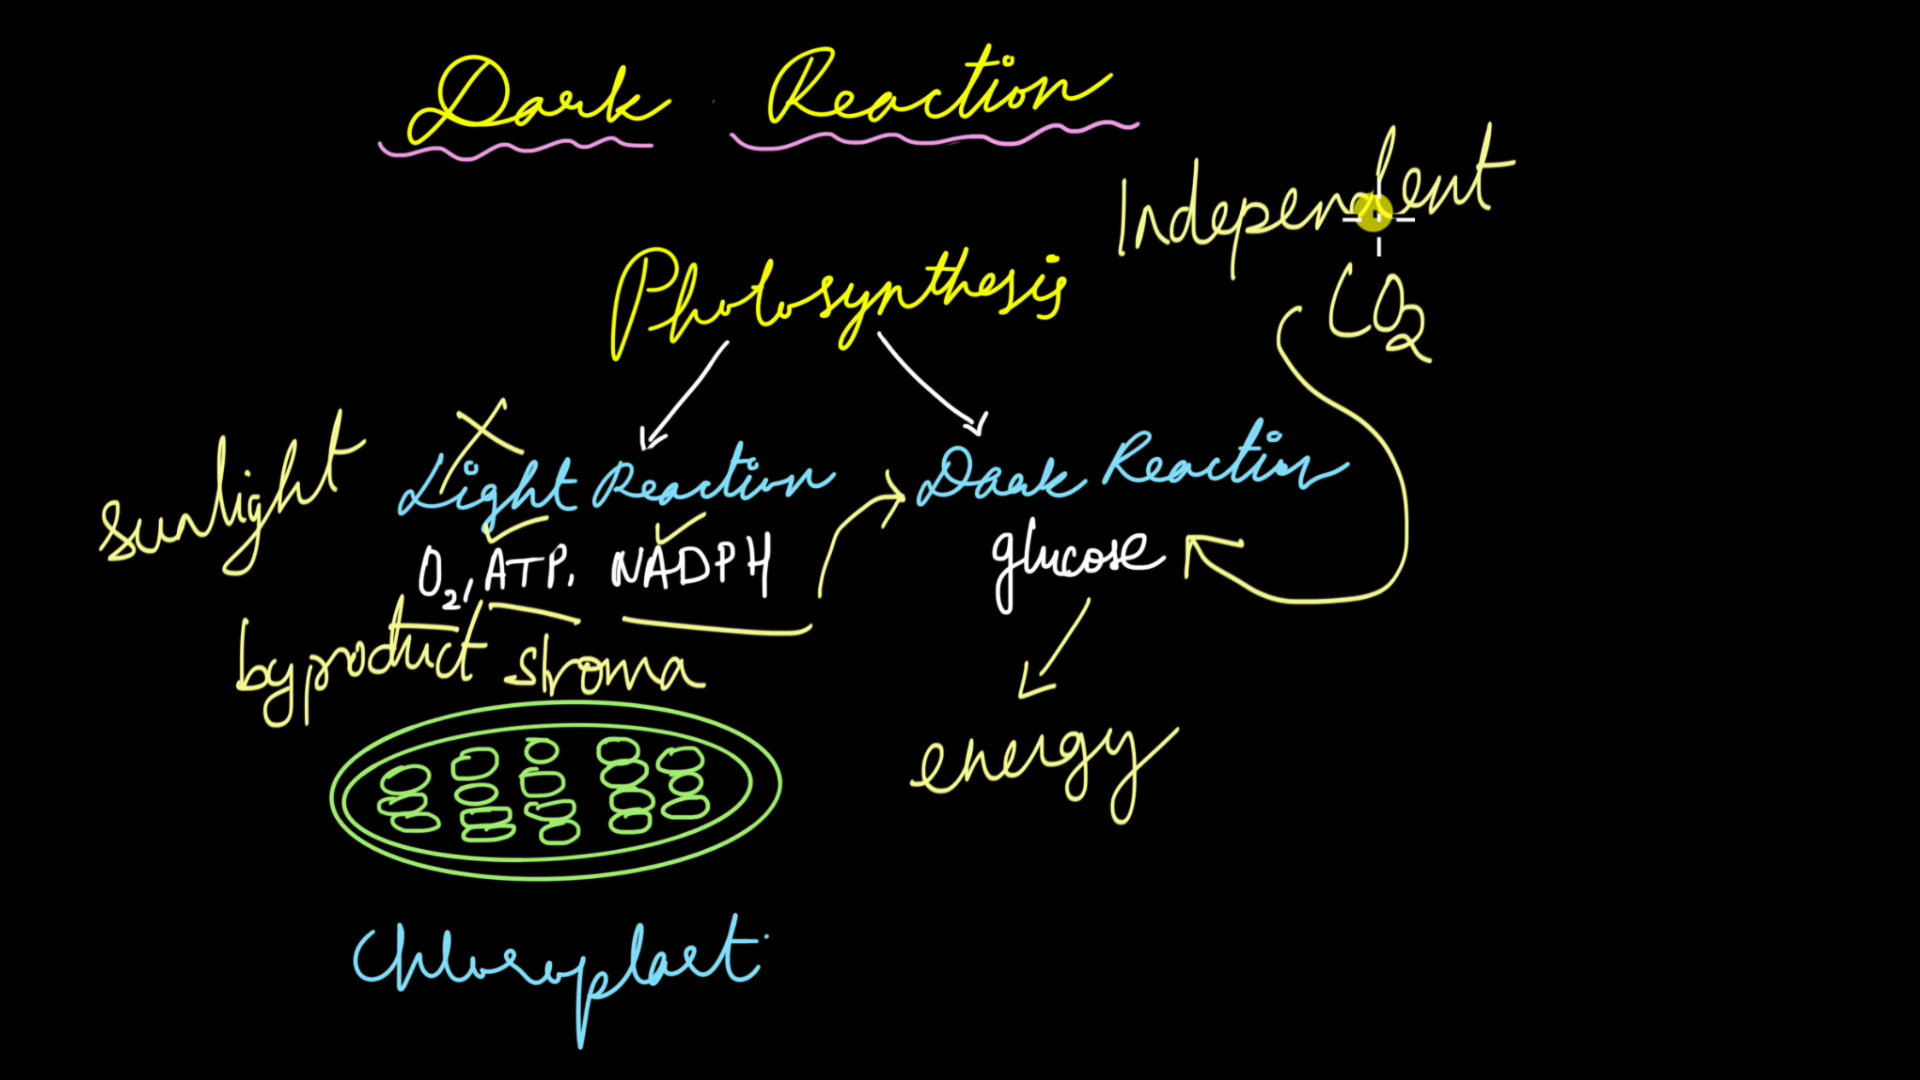 Dark Reaction
Independent
Photosynthesis
CO2
sunlight
Light Reaction
Dark Reaction
O2, ATP, NADPH
glucose
byproduct stroma
energy
Chloroplast